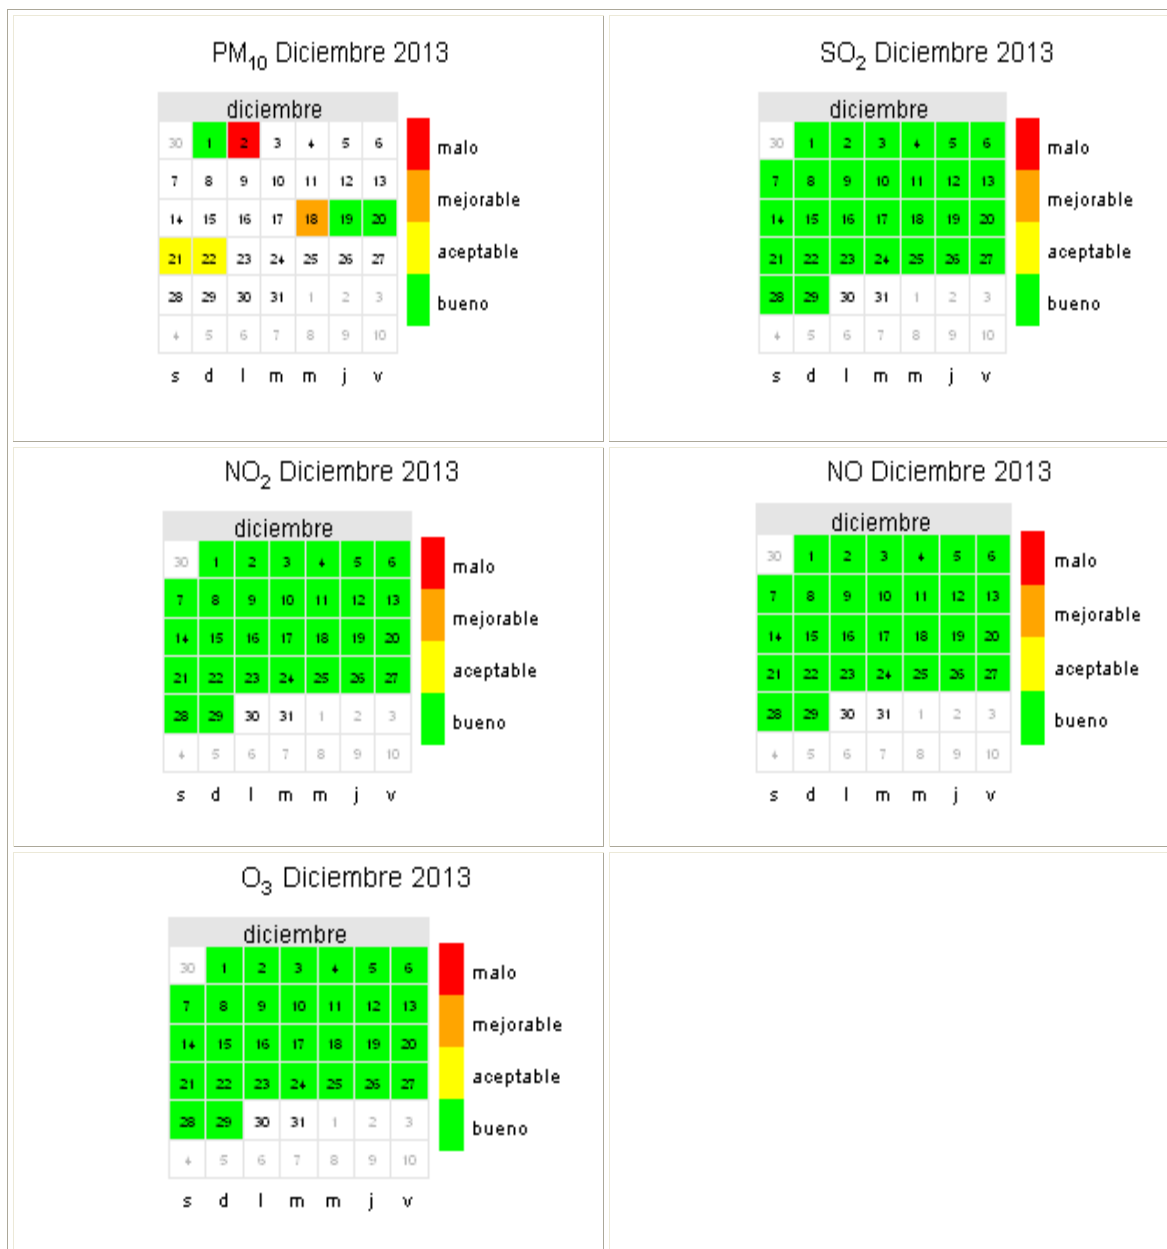 PM10 Diciembre 2013
diciembre
30 1 2 3 4 5 6
7 8 9 10 11 12 13
14 15 16 17 18 19 20
21 22 23 24 25 26 27
28 29 30 31 1 2 3
4 5 6 7 8 9 10
s d l m m j v
malo
mejorable
aceptable
bueno
SO2 Diciembre 2013
diciembre
30 1 2 3 4 5 6
7 8 9 10 11 12 13
14 15 16 17 18 19 20
21 22 23 24 25 26 27
28 29 30 31 1 2 3
4 5 6 7 8 9 10
s d l m m j v
malo
mejorable
aceptable
bueno
NO2 Diciembre 2013
diciembre
30 1 2 3 4 5 6
7 8 9 10 11 12 13
14 15 16 17 18 19 20
21 22 23 24 25 26 27
28 29 30 31 1 2 3
4 5 6 7 8 9 10
s d l m m j v
malo
mejorable
aceptable
bueno
NO Diciembre 2013
diciembre
30 1 2 3 4 5 6
7 8 9 10 11 12 13
14 15 16 17 18 19 20
21 22 23 24 25 26 27
28 29 30 31 1 2 3
4 5 6 7 8 9 10
s d l m m j v
malo
mejorable
aceptable
bueno
O3 Diciembre 2013
diciembre
30 1 2 3 4 5 6
7 8 9 10 11 12 13
14 15 16 17 18 19 20
21 22 23 24 25 26 27
28 29 30 31 1 2 3
4 5 6 7 8 9 10
s d l m m j v
malo
mejorable
aceptable
bueno